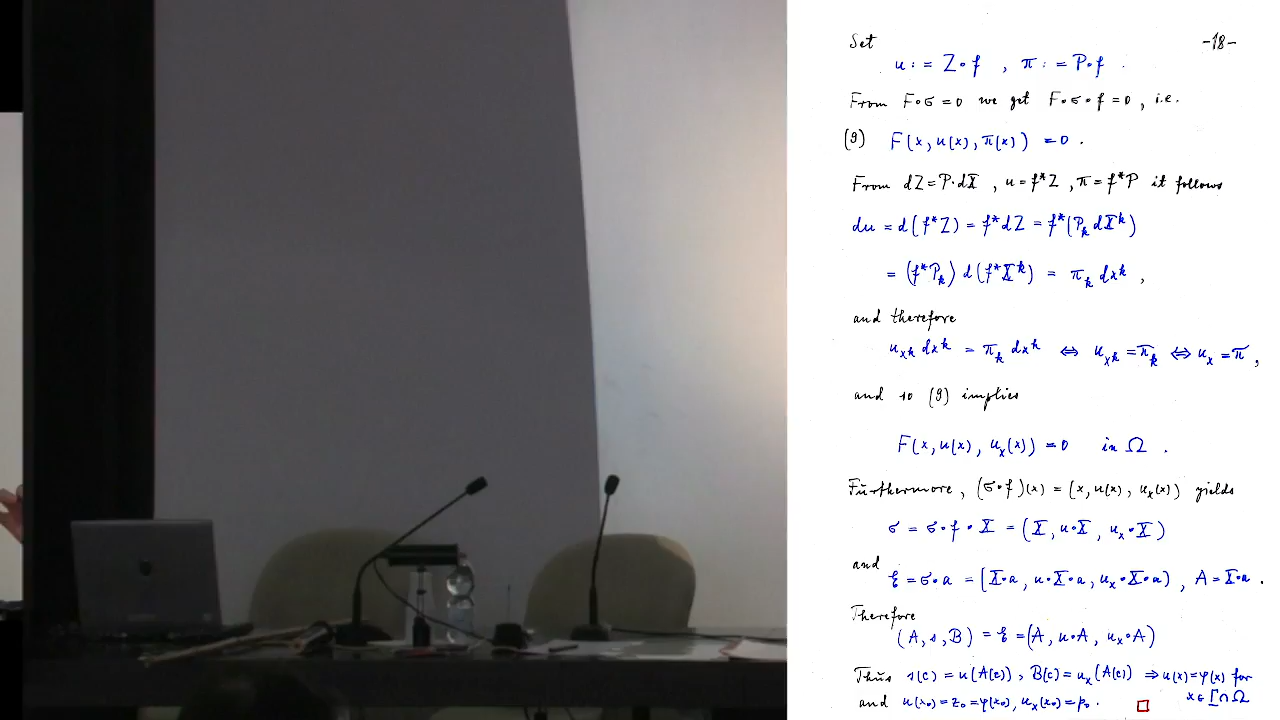 Set -18-
u := Z∘f , π := P∘f .
From F∘σ = 0 we get F∘σ∘f = 0, i.e.
(9) F(x, u(x), π(x)) = 0 .
From dZ = P·dX , u = f*Z , π = f*P it follows
du = d(f*Z) = f*dZ = f*(P_k dX^k)
= (f*P_k) d(f*X^k) = π_k dx^k ,
and therefore
u_{x^k} dx^k = π_k dx^k ⇔ u_{x^k} = π_k ⇔ u_x = π ,
and so (9) implies
F(x, u(x), u_x(x)) = 0 in Ω .
Furthermore, (σ∘f)(x) = (x, u(x), u_x(x)) yields
σ = σ∘f∘X = (X, u∘X, u_x∘X)
and
ξ = σ∘a = (X∘a, u∘X∘a, u_x∘X∘a) , A = X∘a .
Therefore
(A, s, B) = ξ = (A, u∘A, u_x∘A)
Thus s(c) = u(A(c)), B(c) = u_x(A(c)) ⇒ u(x) = φ(x) for
x ∈ Γ ∩ Ω
and u(x₀) = z₀ = φ(x₀), u_x(x₀) = p₀ . □